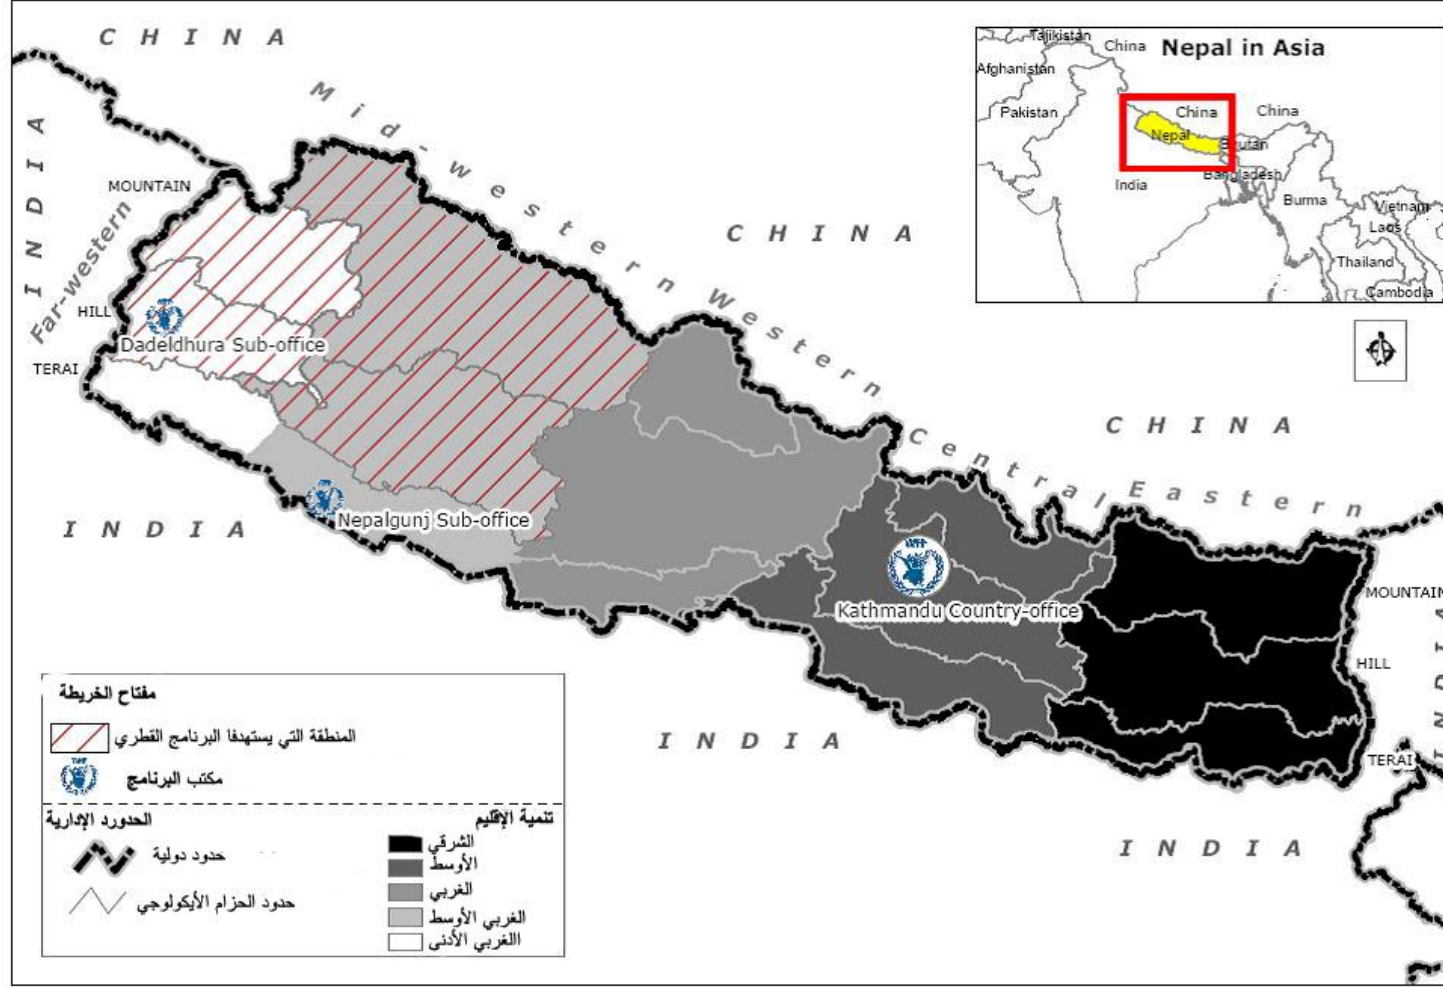 CHINA
Nepal in Asia
Tajikistan
China
Afghanistan
Pakistan
China
China
Nepal
Bhutan
Bangladesh
India
Burma
Vietnam
Laos
Thailand
Cambodia
INDIA
Mid-western
MOUNTAIN
Far-western
CHINA
HILL
Dadeldhura Sub-office
TERAI
Western
CHINA
Central
Eastern
INDIA
Nepalgunj Sub-office
Kathmandu Country-office
MOUNTAIN
HILL
INDIA
TERAI
INDIA
INDIA
مفتاح الخريطة
المنطقة التي يستهدفا البرنامج القطري
مكتب البرنامج
الحدورد الإدارية
حدود دولية
حدود الحزام الأيكولوجي
تنمية الإقليم
الشرقي
الأوسط
الغربي
الغربي الأوسط
االغربي الأدنى